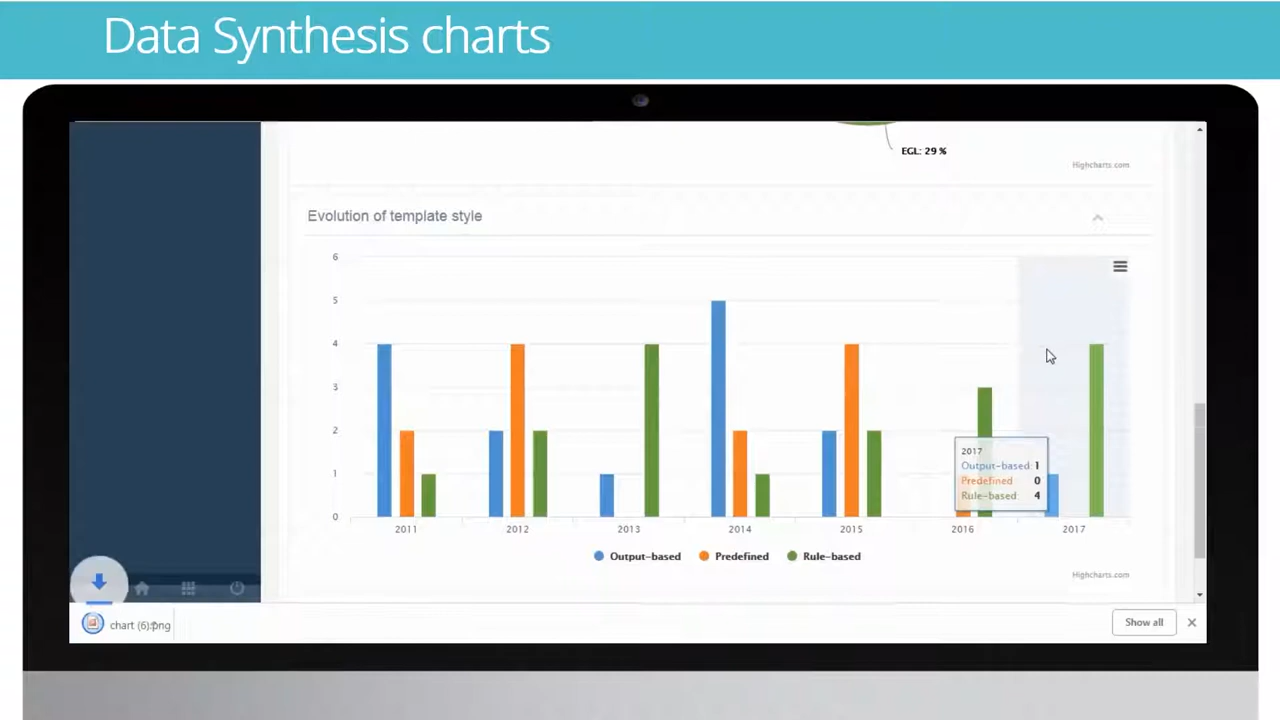 Data Synthesis charts
EGL: 29 %
Highcharts.com
Evolution of template style
6
5
4
3
2
1
0
2017
Output-based 1
Predefined 0
Rule-based 4
2011 2012 2013 2014 2015 2016 2017
Output-based Predefined Rule-based
Highcharts.com
chart (6).png
Show all